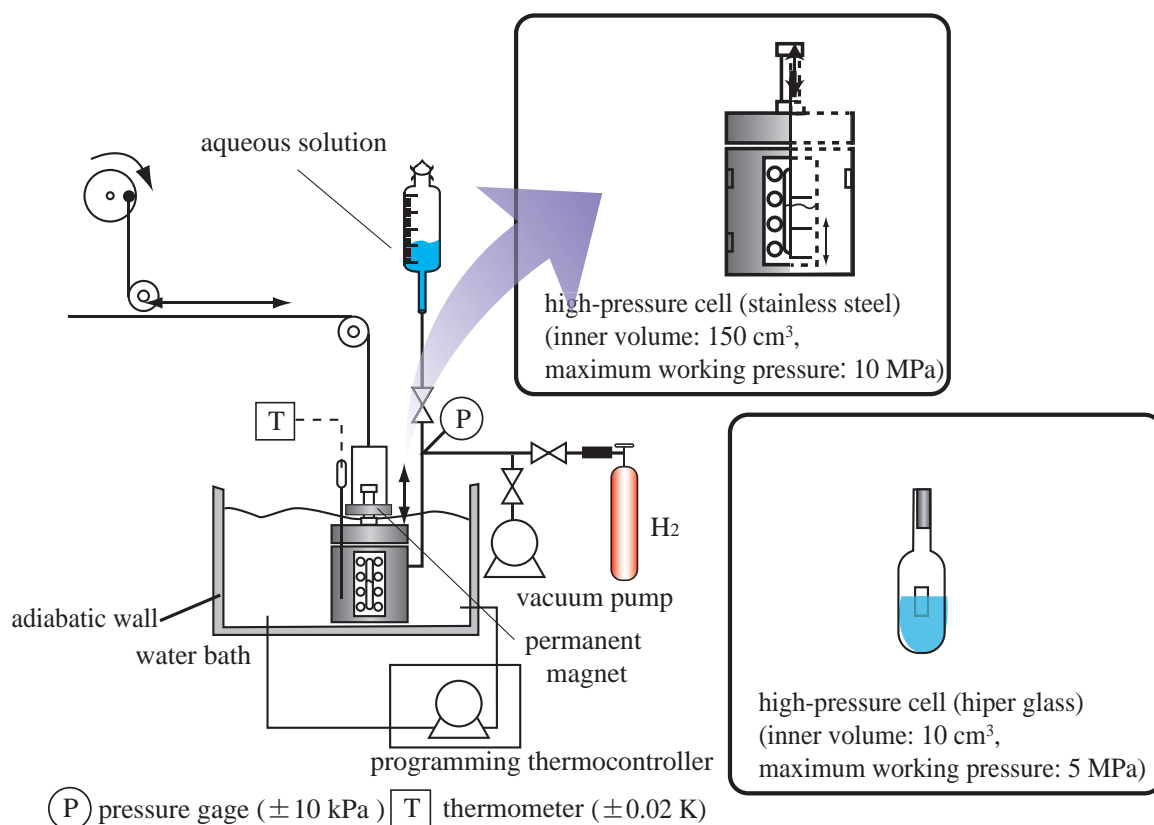 aqueous solution
high-pressure cell (stainless steel)
(inner volume: 150 cm³,
maximum working pressure: 10 MPa)
T
P
H₂
vacuum pump
adiabatic wall
water bath
permanent
magnet
programming thermocontroller
high-pressure cell (hiper glass)
(inner volume: 10 cm³,
maximum working pressure: 5 MPa)
P pressure gage (±10 kPa) T thermometer (±0.02 K)